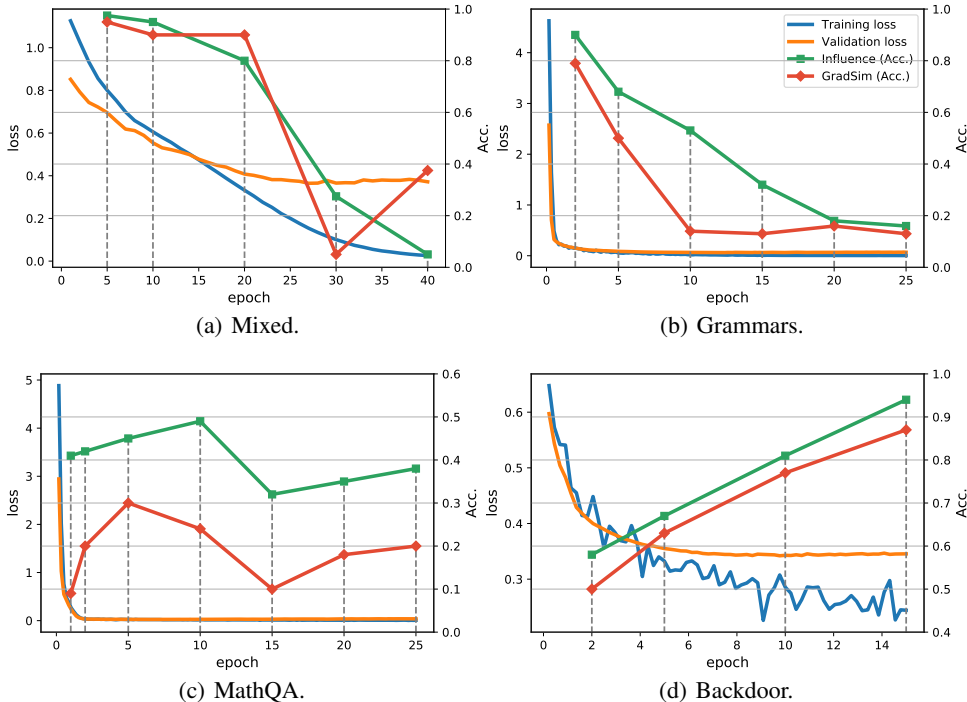 1.0
0.8
0.6
0.4
0.2
0.0
loss
0 5 10 15 20 25 30 35 40
epoch
1.0
0.8
0.6
0.4
0.2
0.0
Acc.
(a) Mixed.
4
3
2
1
0
loss
0 5 10 15 20 25
epoch
1.0
0.8
0.6
0.4
0.2
0.0
Acc.
Training loss
Validation loss
Influence (Acc.)
GradSim (Acc.)
(b) Grammars.
5
4
3
2
1
0
loss
0 5 10 15 20 25
epoch
0.6
0.5
0.4
0.3
0.2
0.1
0.0
Acc.
(c) MathQA.
0.6
0.5
0.4
0.3
loss
0 2 4 6 8 10 12 14
epoch
1.0
0.9
0.8
0.7
0.6
0.5
0.4
Acc.
(d) Backdoor.